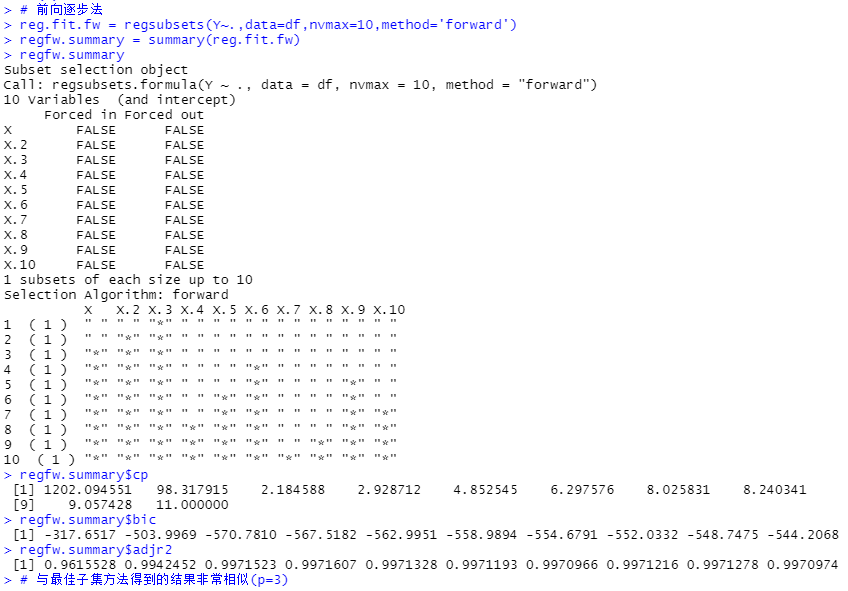 > # 前向逐步法
> reg.fit.fw = regsubsets(Y~.,data=df,nvmax=10,method='forward')
> regfw.summary = summary(reg.fit.fw)
> regfw.summary
Subset selection object
Call: regsubsets.formula(Y ~ ., data = df, nvmax = 10, method = "forward")
10 Variables  (and intercept)
     Forced in Forced out
X        FALSE      FALSE
X.2      FALSE      FALSE
X.3      FALSE      FALSE
X.4      FALSE      FALSE
X.5      FALSE      FALSE
X.6      FALSE      FALSE
X.7      FALSE      FALSE
X.8      FALSE      FALSE
X.9      FALSE      FALSE
X.10     FALSE      FALSE
1 subsets of each size up to 10
Selection Algorithm: forward
          X   X.2 X.3 X.4 X.5 X.6 X.7 X.8 X.9 X.10
1  ( 1 )  " " " " "*" " " " " " " " " " " " " " "
2  ( 1 )  " " "*" "*" " " " " " " " " " " " " " "
3  ( 1 )  "*" "*" "*" " " " " " " " " " " " " " "
4  ( 1 )  "*" "*" "*" " " " " "*" " " " " " " " "
5  ( 1 )  "*" "*" "*" " " " " "*" " " " " "*" " "
6  ( 1 )  "*" "*" "*" " " "*" "*" " " " " "*" " "
7  ( 1 )  "*" "*" "*" " " "*" "*" " " " " "*" "*"
8  ( 1 )  "*" "*" "*" "*" "*" "*" " " " " "*" "*"
9  ( 1 )  "*" "*" "*" "*" "*" "*" " " "*" "*" "*"
10  ( 1 ) "*" "*" "*" "*" "*" "*" "*" "*" "*" "*"
> regfw.summary$cp
 [1] 1202.094551   98.317915    2.184588    2.928712    4.852545    6.297576    8.025831    8.240341
 [9]    9.057428   11.000000
> regfw.summary$bic
 [1] -317.6517 -503.9969 -570.7810 -567.5182 -562.9951 -558.9894 -554.6791 -552.0332 -548.7475 -544.2068
> regfw.summary$adjr2
 [1] 0.9615528 0.9942452 0.9971523 0.9971607 0.9971328 0.9971193 0.9970966 0.9971216 0.9971278 0.9970974
> # 与最佳子集方法得到的结果非常相似(p=3)